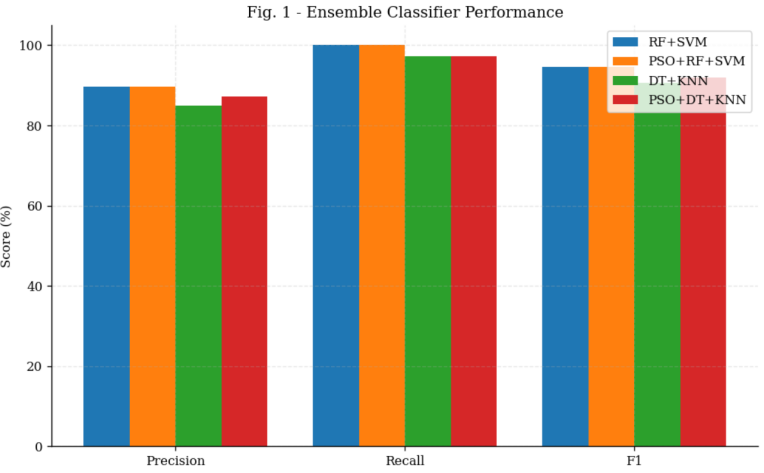 Fig. 1 - Ensemble Classifier Performance
RF+SVM
PSO+RF+SVM
DT+KNN
PSO+DT+KNN
Score (%)
100
80
60
40
20
0
Precision Recall F1